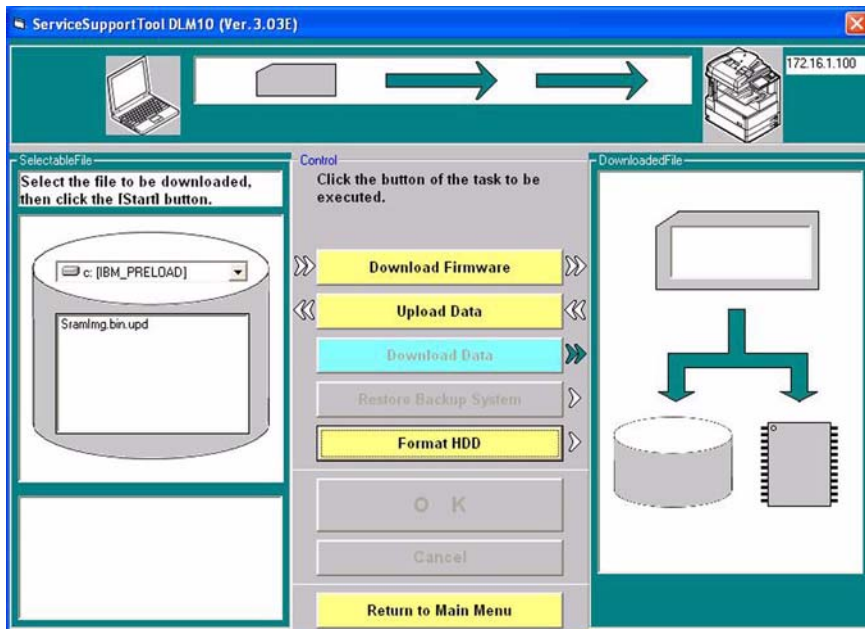 ServiceSupportTool DLM10 (Ver.3.03E)
172.16.1.100
SelectableFile
Select the file to be downloaded,
then click the [Start] button.
c: [IBM_PRELOAD]
SramImg.bin.upd
Control
Click the button of the task to be
executed.
Download Firmware
Upload Data
Download Data
Restore Backup System
Format HDD
O K
Cancel
Return to Main Menu
DownloadedFile